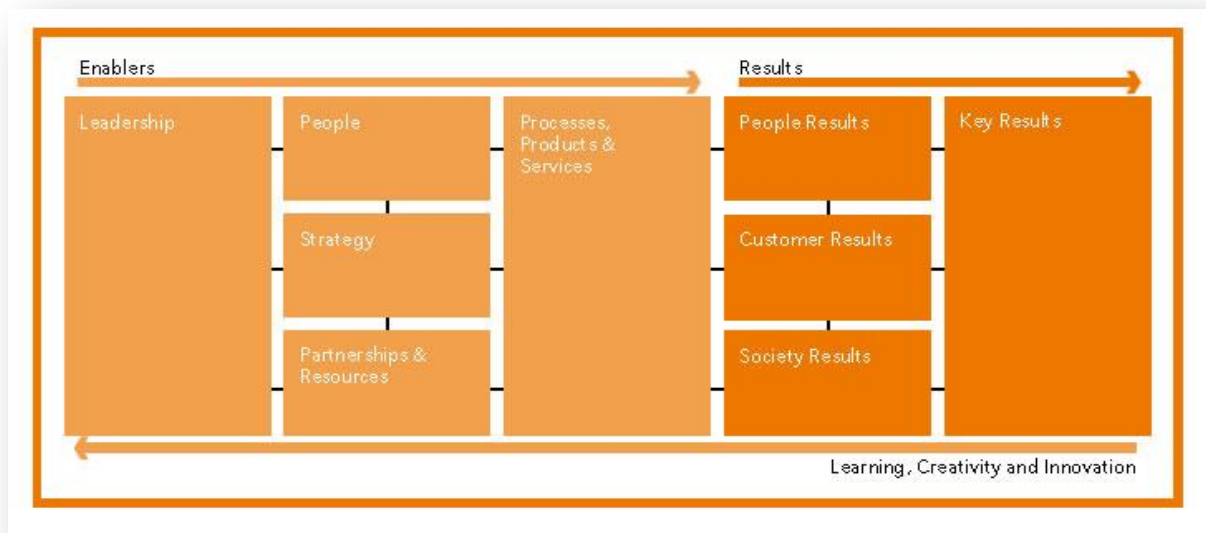 Enablers
Results
Leadership
People
Processes,
Products &
Services
People Results
Key Results
Strategy
Customer Results
Partnerships &
Resources
Society Results
Learning, Creativity and Innovation